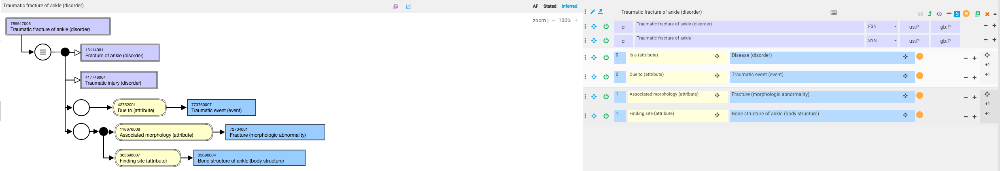 Traumatic fracture of ankle (disorder)
AF Stated Inferred
zoom | − 100% +
789617005
Traumatic fracture of ankle (disorder)
16114001
Fracture of ankle (disorder)
417746004
Traumatic injury (disorder)
42752001
Due to (attribute)
773760007
Traumatic event (event)
116676008
Associated morphology (attribute)
72704001
Fracture (morphologic abnormality)
363698007
Finding site (attribute)
33696004
Bone structure of ankle (body structure)
Traumatic fracture of ankle (disorder)
S
ci Traumatic fracture of ankle (disorder) FSN us:P gb:P
ci Traumatic fracture of ankle SYN us:P gb:P
0 Is a (attribute) Disease (disorder)
+1
0 Due to (attribute) Traumatic event (event) +1
1 Associated morphology (attribute) Fracture (morphologic abnormality)
+1
1 Finding site (attribute) Bone structure of ankle (body structure) +1